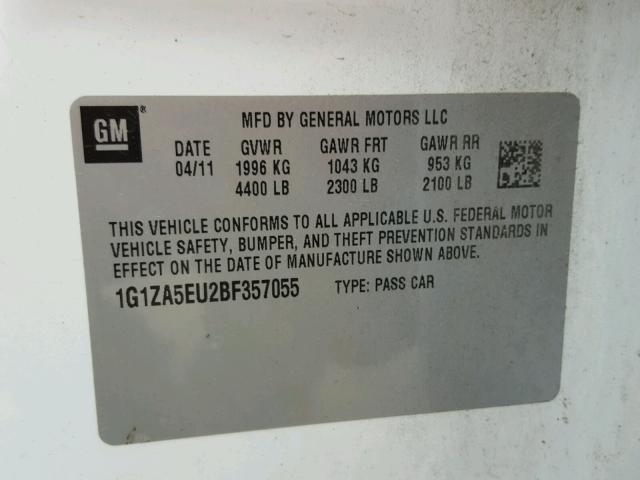 GM®
MFD BY GENERAL MOTORS LLC
DATE GVWR GAWR FRT GAWR RR
04/11 1996 KG 1043 KG 953 KG
4400 LB 2300 LB 2100 LB
THIS VEHICLE CONFORMS TO ALL APPLICABLE U.S. FEDERAL MOTOR
VEHICLE SAFETY, BUMPER, AND THEFT PREVENTION STANDARDS IN
EFFECT ON THE DATE OF MANUFACTURE SHOWN ABOVE.
1G1ZA5EU2BF357055 TYPE: PASS CAR